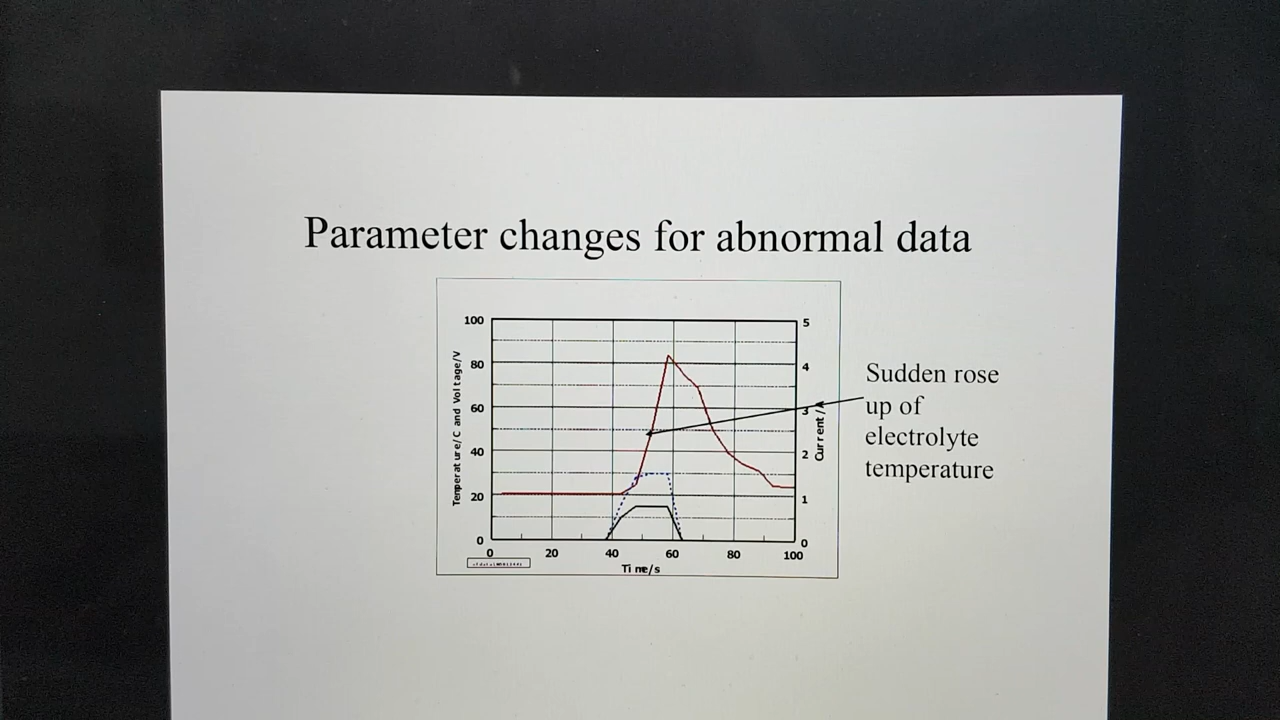 Parameter changes for abnormal data
100
80
60
40
20
0
Temperature/C and Voltage/V
5
4
3
2
1
0
Current/
0 20 40 60 80 100
Time/s
Sudden rose
up of
electrolyte
temperature